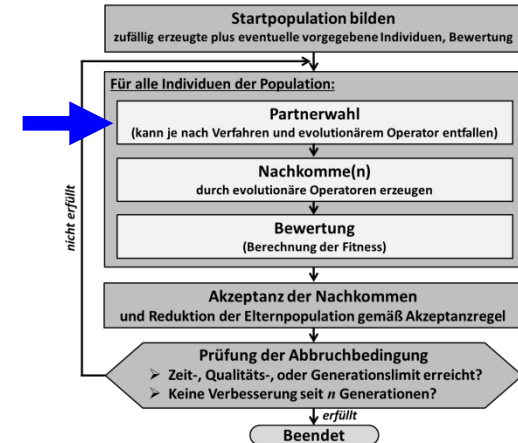 Startpopulation bilden
zufällig erzeugte plus eventuelle vorgegebene Individuen, Bewertung
Für alle Individuen der Population:
Partnerwahl
(kann je nach Verfahren und evolutionärem Operator entfallen)
Nachkomme(n)
durch evolutionäre Operatoren erzeugen
Bewertung
(Berechnung der Fitness)
nicht erfüllt
Akzeptanz der Nachkommen
und Reduktion der Elternpopulation gemäß Akzeptanzregel
Prüfung der Abbruchbedingung
➢ Zeit-, Qualitäts-, oder Generationslimit erreicht?
➢ Keine Verbesserung seit n Generationen?
erfüllt
Beendet